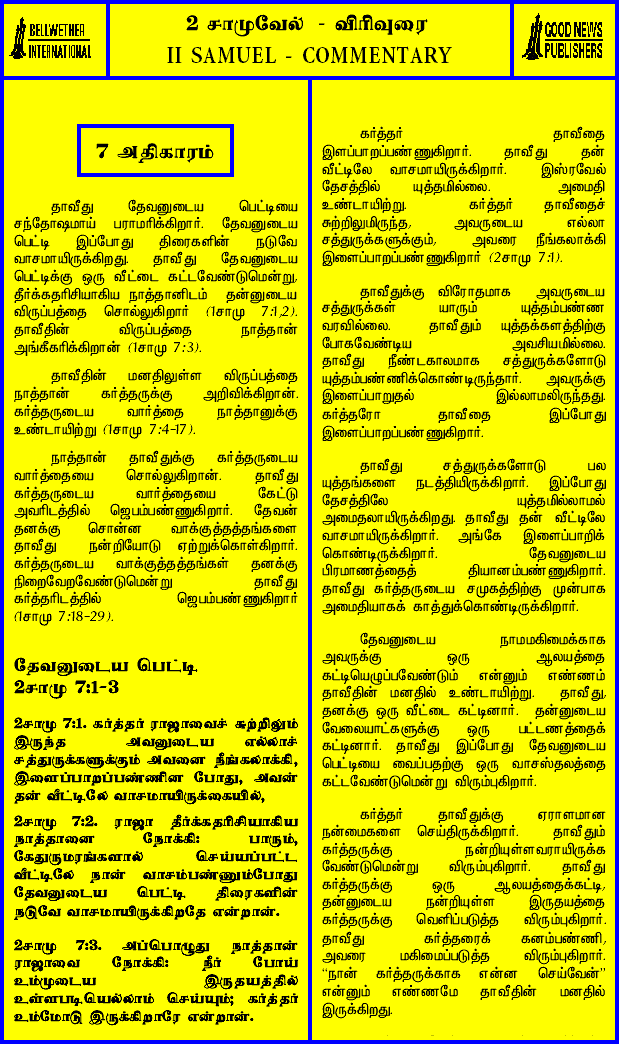 BELLWETHER
INTERNATIONAL
2 சாமுவேல் - விரிவுரை
II SAMUEL - COMMENTARY
GOOD NEWS
PUBLISHERS
7 அதிகாரம்
தாவீது தேவனுடைய பெட்டியை
சந்தோஷமாய் பராமரிக்கிறார். தேவனுடைய
பெட்டி இப்போது திரைகளின் நடுவே
வாசமாயிருக்கிறது. தாவீது தேவனுடைய
பெட்டிக்கு ஒரு வீட்டை கட்டவேண்டுமென்று,
தீர்க்கதரிசியாகிய நாத்தானிடம் தன்னுடைய
விருப்பத்தை சொல்லுகிறார் (1சாமு 7:1,2).
தாவீதின் விருப்பத்தை நாத்தான்
அங்கீகரிக்கிறான் (1சாமு 7:3).
தாவீதின் மனதிலுள்ள விருப்பத்தை
நாத்தான் கர்த்தருக்கு அறிவிக்கிறான்.
கர்த்தருடைய வார்த்தை நாத்தானுக்கு
உண்டாயிற்று (1சாமு 7:4-17).
நாத்தான் தாவீதுக்கு கர்த்தருடைய
வார்த்தையை சொல்லுகிறான். தாவீது
கர்த்தருடைய வார்த்தையை கேட்டு
அவரிடத்தில் ஜெபம்பண்ணுகிறார். தேவன்
தனக்கு சொன்ன வாக்குத்தத்தங்களை
தாவீது நன்றியோடு ஏற்றுக்கொள்கிறார்.
கர்த்தருடைய வாக்குத்தத்தங்கள் தனக்கு
நிறைவேறவேண்டுமென்று தாவீது
கர்த்தரிடத்தில் ஜெபம்பண்ணுகிறார்
(1சாமு 7:18-29).
தேவனுடைய பெட்டி
2சாமு 7:1-3
2சாமு 7:1. கர்த்தர் ராஜாவைச் சுற்றிலும்
இருந்த அவனுடைய எல்லாச்
சத்துருக்களுக்கும் அவனை நீங்கலாக்கி,
இளைப்பாறப்பண்ணின போது, அவன்
தன் வீட்டிலே வாசமாயிருக்கையில்,
2சாமு 7:2. ராஜா தீர்க்கதரிசியாகிய
நாத்தானை நோக்கி: பாரும்,
கேதுருமரங்களால் செய்யப்பட்ட
வீட்டிலே நான் வாசம்பண்ணும்போது
தேவனுடைய பெட்டி திரைகளின்
நடுவே வாசமாயிருக்கிறதே என்றான்.
2சாமு 7:3. அப்பொழுது நாத்தான்
ராஜாவை நோக்கி: நீர் போய்
உம்முடைய இருதயத்தில்
உள்ளபடியெல்லாம் செய்யும்; கர்த்தர்
உம்மோடு இருக்கிறாரே என்றான்.
கர்த்தர் தாவீதை
இளப்பாறப்பண்ணுகிறார். தாவீது தன்
வீட்டிலே வாசமாயிருக்கிறார். இஸ்ரவேல்
தேசத்தில் யுத்தமில்லை. அமைதி
உண்டாயிற்று. கர்த்தர் தாவீதைச்
சுற்றிலுமிருந்த, அவருடைய எல்லா
சத்துருக்களுக்கும், அவரை நீங்கலாக்கி
இளைப்பாறப்பண்ணுகிறார் (2சாமு 7:1).
தாவீதுக்கு விரோதமாக அவருடைய
சத்துருக்கள் யாரும் யுத்தம்பண்ண
வரவில்லை. தாவீதும் யுத்தக்களத்திற்கு
போகவேண்டிய அவசியமில்லை.
தாவீது நீண்டகாலமாக சத்துருக்களோடு
யுத்தம்பண்ணிக்கொண்டிருந்தார். அவருக்கு
இளைப்பாறுதல் இல்லாமலிருந்தது.
கர்த்தரோ தாவீதை இப்போது
இளைப்பாறப்பண்ணுகிறார்.
தாவீது சத்துருக்களோடு பல
யுத்தங்களை நடத்தியிருக்கிறார். இப்போது
தேசத்திலே யுத்தமில்லாமல்
அமைதலாயிருக்கிறது. தாவீது தன் வீட்டிலே
வாசமாயிருக்கிறார். அங்கே இளைப்பாறிக்
கொண்டிருக்கிறார். தேவனுடைய
பிரமாணத்தைத் தியானம்பண்ணுகிறார்.
தாவீது கர்த்தருடைய சமுகத்திற்கு முன்பாக
அமைதியாகக் காத்துக்கொண்டிருக்கிறார்.
தேவனுடைய நாமமகிமைக்காக
அவருக்கு ஒரு ஆலயத்தை
கட்டியெழுப்பவேண்டும் என்னும் எண்ணம்
தாவீதின் மனதில் உண்டாயிற்று. தாவீது,
தனக்கு ஒரு வீட்டை கட்டினார். தன்னுடைய
வேலையாட்களுக்கு ஒரு பட்டணத்தைக்
கட்டினார். தாவீது இப்போது தேவனுடைய
பெட்டியை வைப்பதற்கு ஒரு வாசஸ்தலத்தை
கட்டவேண்டுமென்று விரும்புகிறார்.
கர்த்தர் தாவீதுக்கு ஏராளமான
நன்மைகளை செய்திருக்கிறார். தாவீதும்
கர்த்தருக்கு நன்றியுள்ளவராயிருக்க
வேண்டுமென்று விரும்புகிறார். தாவீது
கர்த்தருக்கு ஒரு ஆலயத்தைக்கட்டி,
தன்னுடைய நன்றியுள்ள இருதயத்தை
கர்த்தருக்கு வெளிப்படுத்த விரும்புகிறார்.
தாவீது கர்த்தரைக் கனம்பண்ணி,
அவரை மகிமைப்படுத்த விரும்புகிறார்.
“நான் கர்த்தருக்காக என்ன செய்வேன்”
என்னும் எண்ணமே தாவீதின் மனதில்
இருக்கிறது.